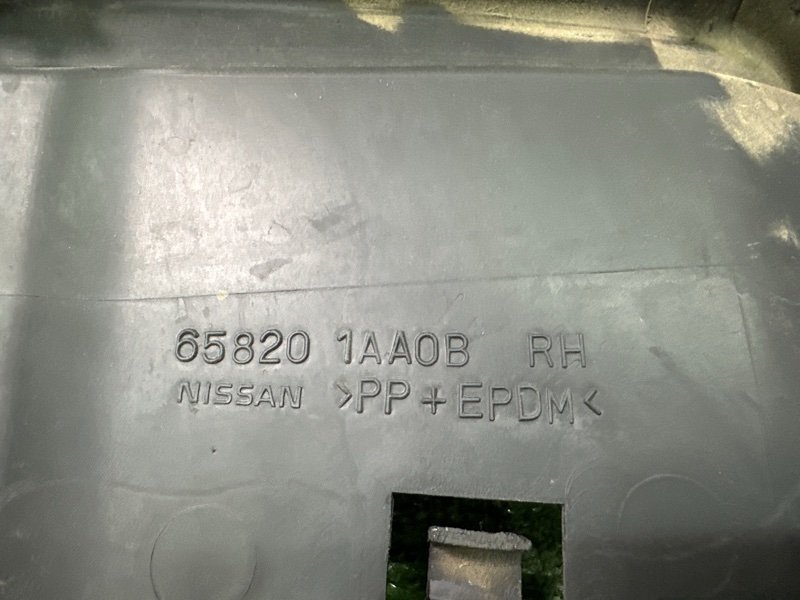 65820 1AA0B RH
NISSAN >PP+EPDM<